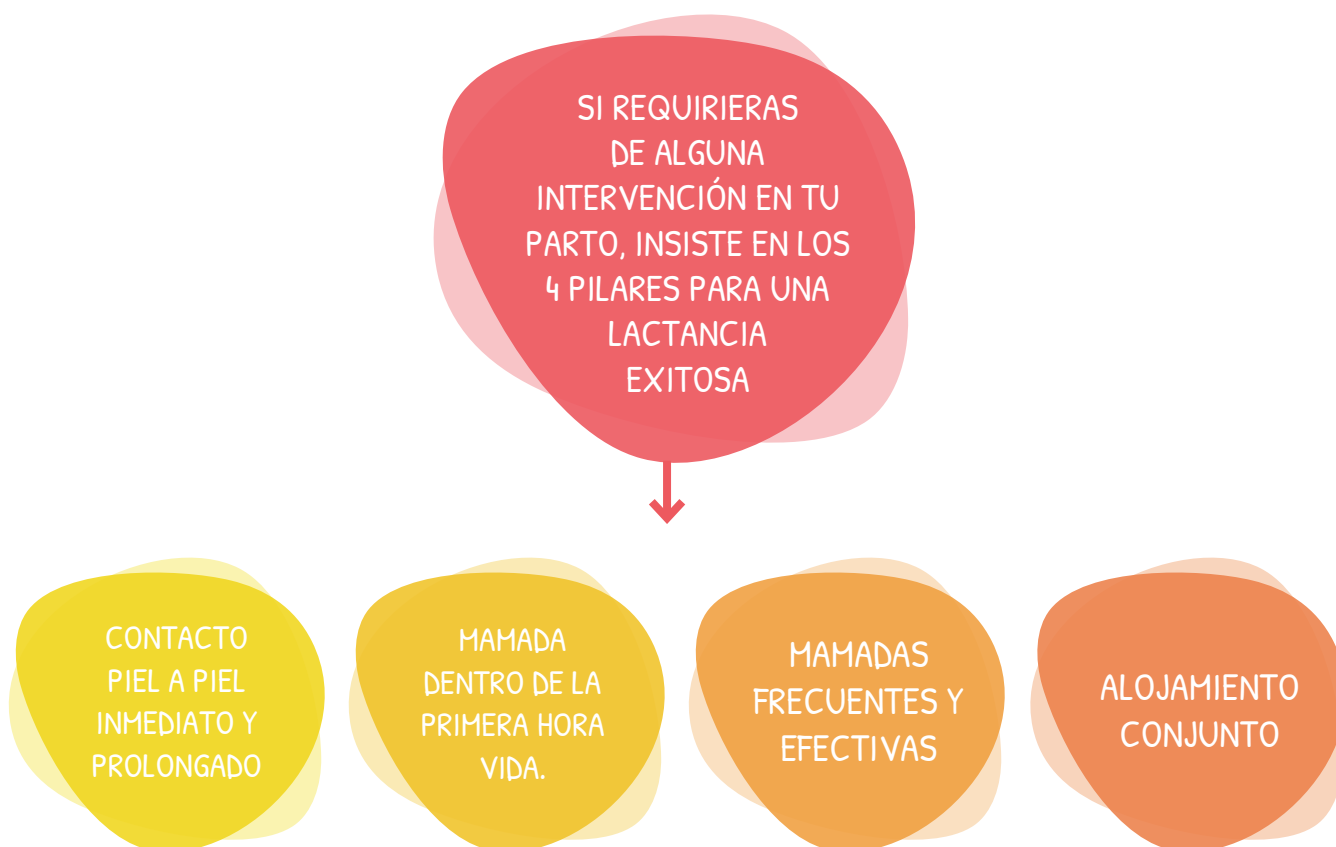 SI REQUIRIERAS
DE ALGUNA
INTERVENCIÓN EN TU
PARTO, INSISTE EN LOS
4 PILARES PARA UNA
LACTANCIA
EXITOSA
CONTACTO
PIEL A PIEL
INMEDIATO Y
PROLONGADO
MAMADA
DENTRO DE LA
PRIMERA HORA
VIDA.
MAMADAS
FRECUENTES Y
EFECTIVAS
ALOJAMIENTO
CONJUNTO